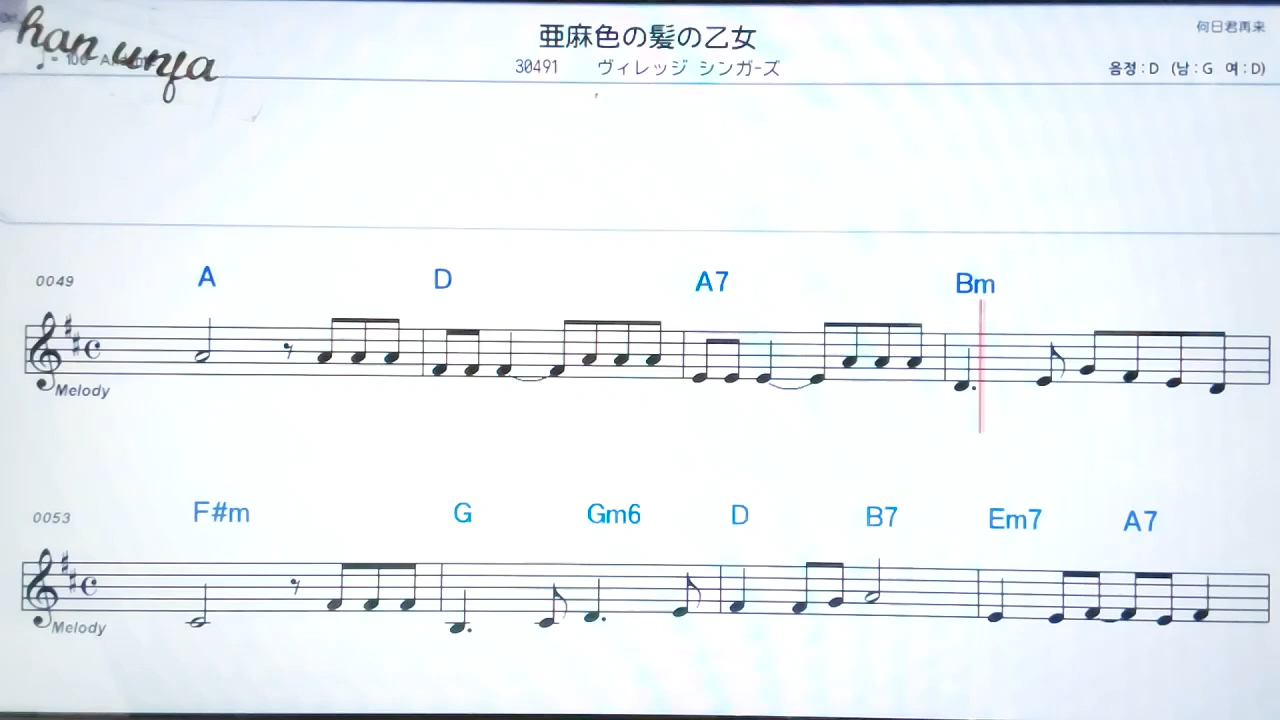 han unfa
亜麻色の髪の乙女
何日君再来
30491 ヴィレッジ シンガーズ
음정 : D (남 : G 여 : D)
0049 A D A7 Bm
Melody
0053 F#m G Gm6 D B7 Em7 A7
Melody